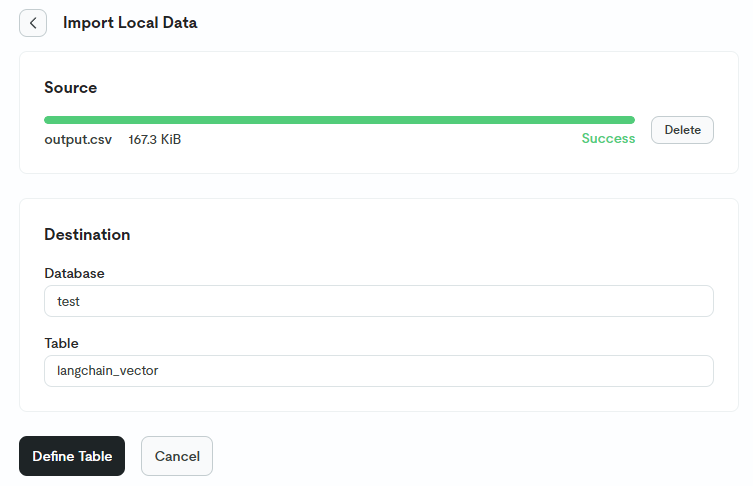 Import Local Data
Source
output.csv 167.3 KiB
Success
Delete
Destination
Database
test
Table
langchain_vector
Define Table
Cancel